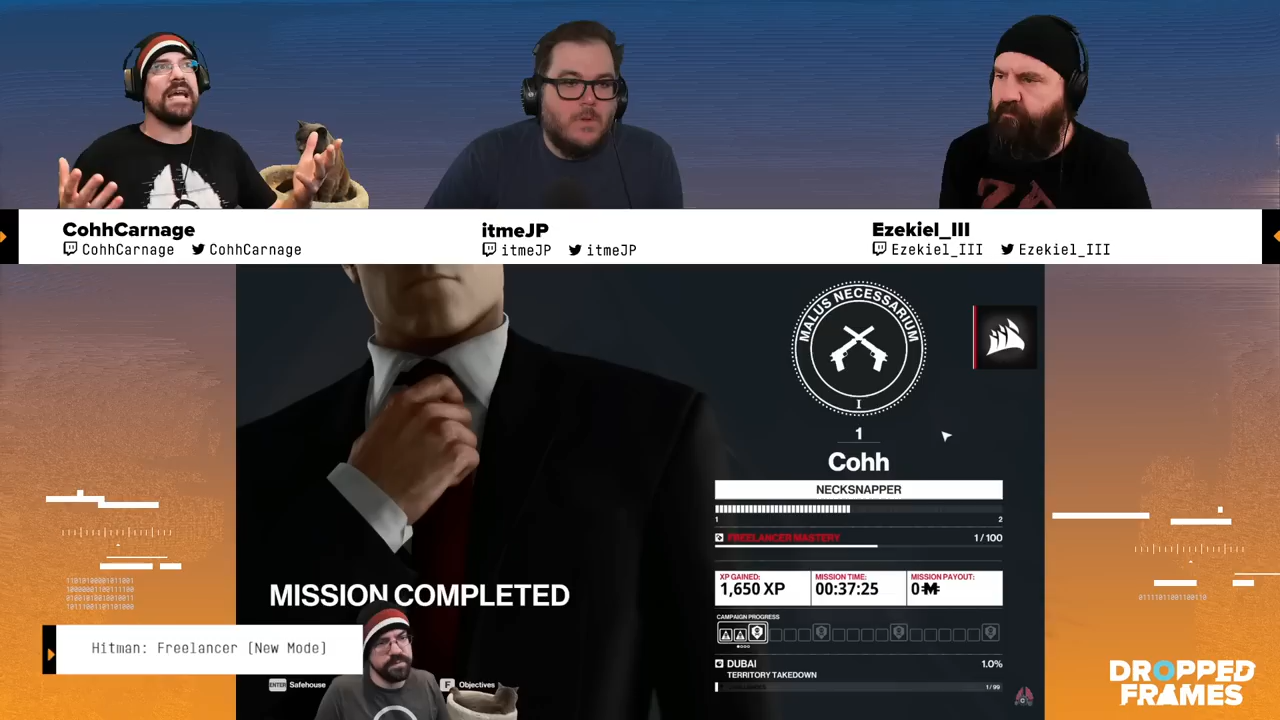 CohhCarnage
CohhCarnage CohhCarnage
itmeJP
itmeJP itmeJP
Ezekiel_III
Ezekiel_III Ezekiel_III
MALUS NECESSARIUM
I
1
Cohh
NECKSNAPPER
1 2
FREELANCER MASTERY 1 / 100
XP GAINED: MISSION TIME: MISSION PAYOUT:
1,650 XP 00:37:25 0
CAMPAIGN PROGRESS
DUBAI 1.0%
TERRITORY TAKEDOWN
1 / 99
MISSION COMPLETED
ENTER Safehouse F Objectives
Hitman: Freelancer [New Mode]
DROPPED
FRAMES